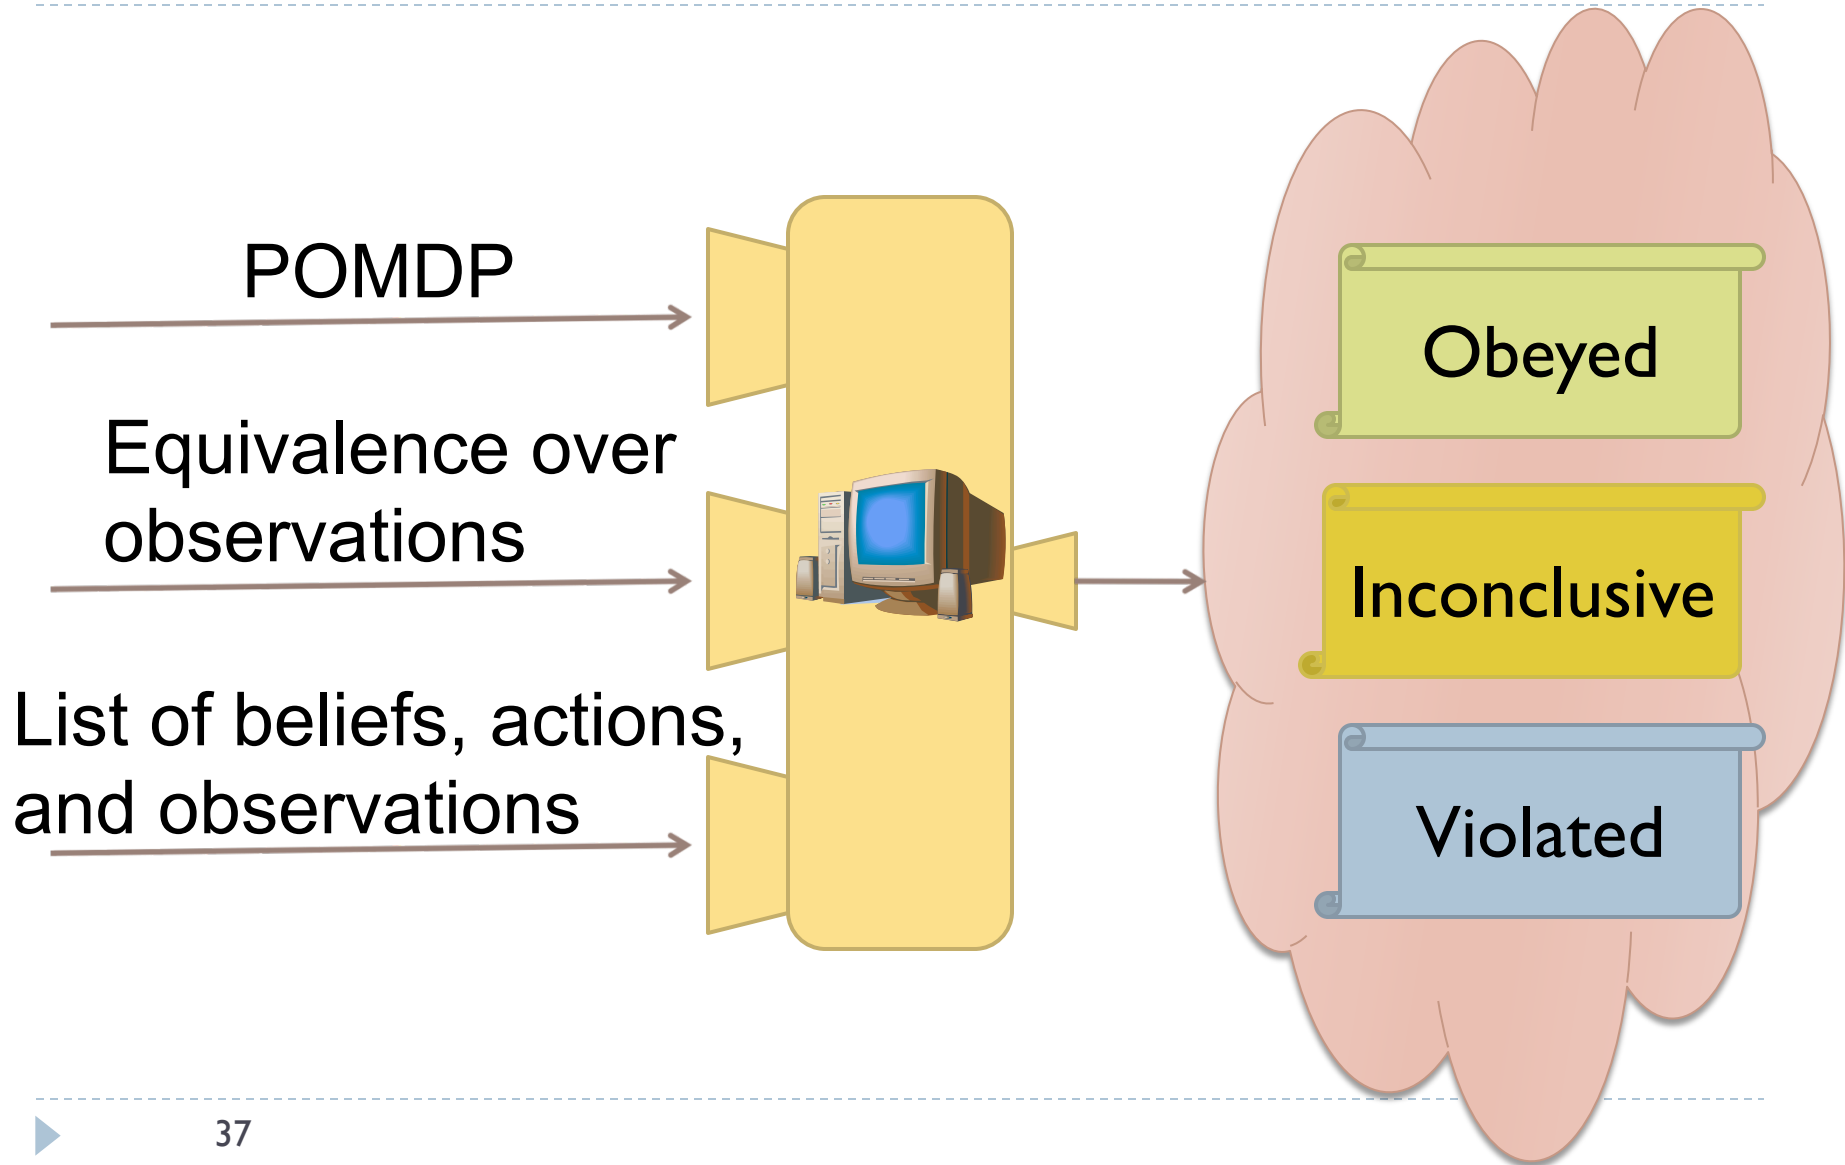 POMDP
Equivalence over
observations
List of beliefs, actions,
and observations
Obeyed
Inconclusive
Violated
37